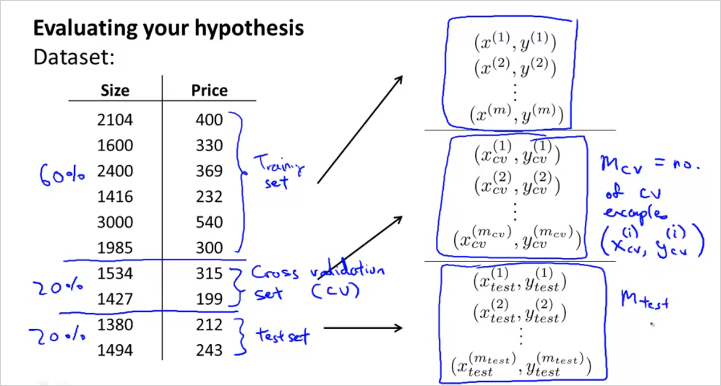 Evaluating your hypothesis
Dataset:
Size Price
2104 400
1600 330
2400 369
1416 232
3000 540
1985 300
1534 315
1427 199
1380 212
1494 243
60%
20%
20%
Training
set
Cross validation
set (CV)
test set
(x^{(1)}, y^{(1)})
(x^{(2)}, y^{(2)})
⋮
(x^{(m)}, y^{(m)})
(x_{cv}^{(1)}, y_{cv}^{(1)})
(x_{cv}^{(2)}, y_{cv}^{(2)})
⋮
(x_{cv}^{(m_{cv})}, y_{cv}^{(m_{cv})})
M_{cv} = no.
of CV
examples
(x_{cv}^{(i)}, y_{cv}^{(i)})
(x_{test}^{(1)}, y_{test}^{(1)})
(x_{test}^{(2)}, y_{test}^{(2)})
⋮
(x_{test}^{(m_{test})}, y_{test}^{(m_{test})})
M_{test}